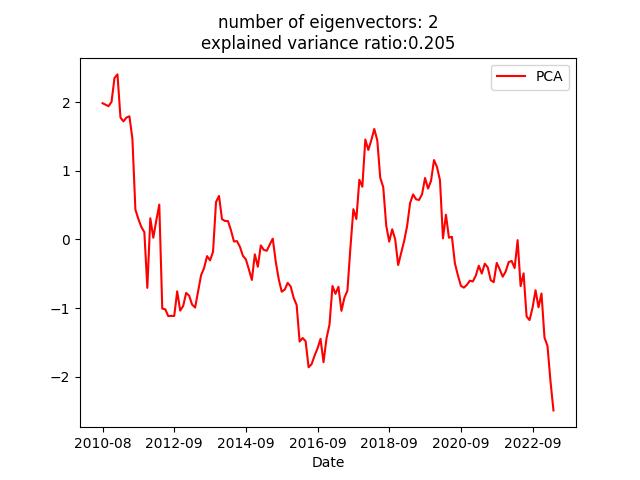 number of eigenvectors: 2
explained variance ratio:0.205
PCA
2
1
0
−1
−2
2010-08 2012-09 2014-09 2016-09 2018-09 2020-09 2022-09
Date